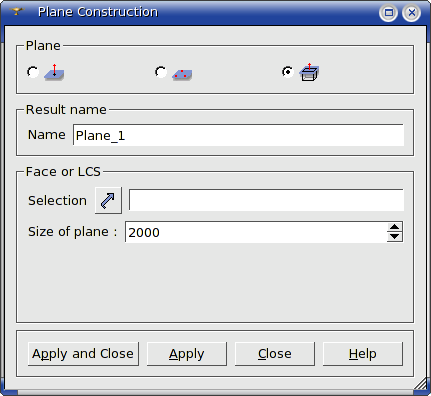 Plane Construction
Plane
Result name
Name Plane_1
Face or LCS
Selection
Size of plane : 2000
Apply and Close Apply Close Help